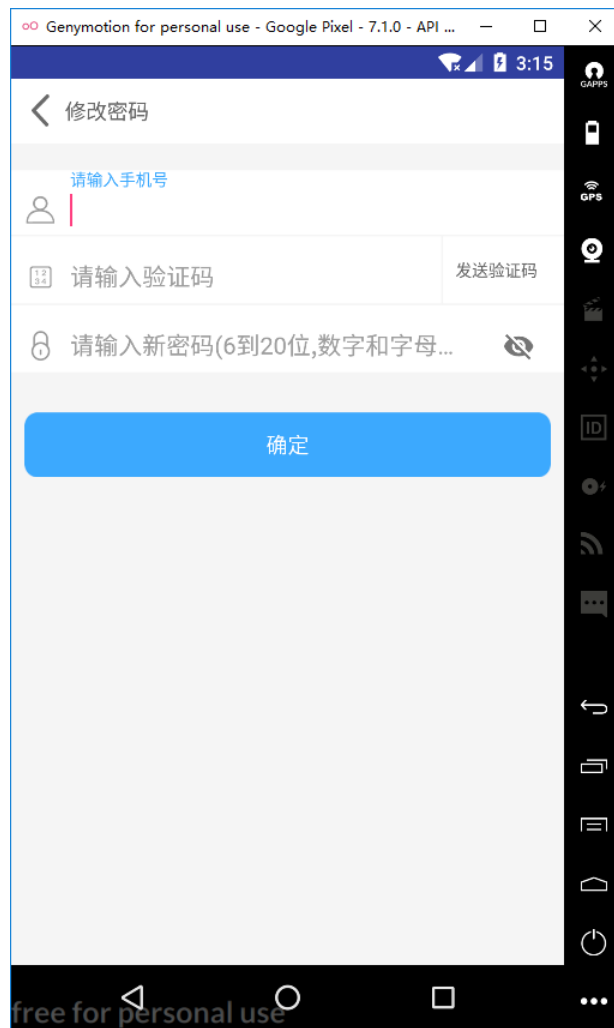 Genymotion for personal use - Google Pixel - 7.1.0 - API ...
3:15
GAPPS
修改密码
请输入手机号
GPS
12
34
请输入验证码
发送验证码
请输入新密码(6到20位,数字和字母...
ID
确定
free for personal use